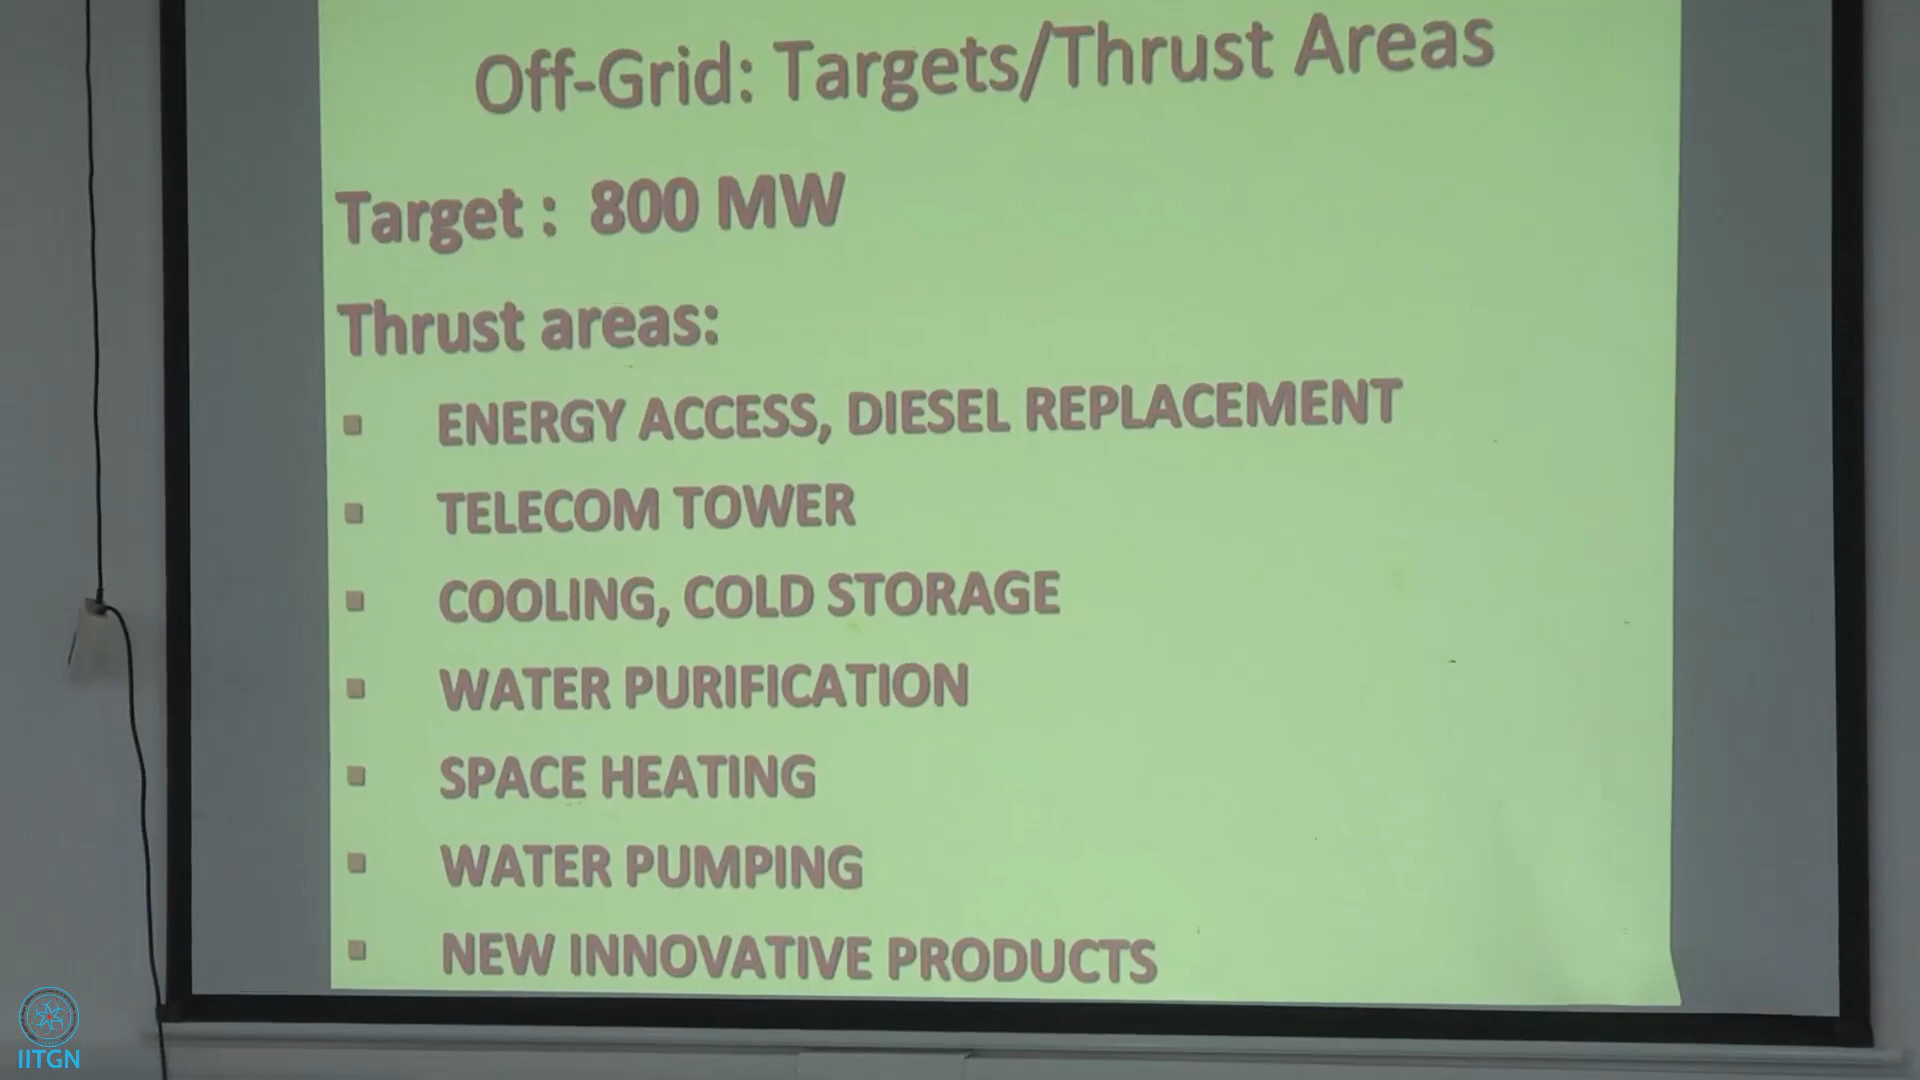 Off-Grid: Targets/Thrust Areas
Target : 800 MW
Thrust areas:
▪ ENERGY ACCESS, DIESEL REPLACEMENT
▪ TELECOM TOWER
▪ COOLING, COLD STORAGE
▪ WATER PURIFICATION
▪ SPACE HEATING
▪ WATER PUMPING
▪ NEW INNOVATIVE PRODUCTS
IITGN